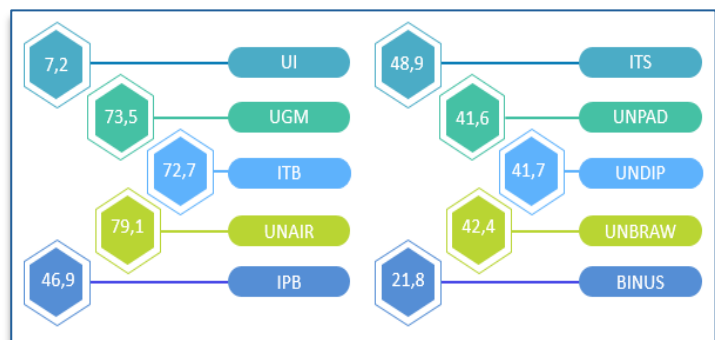 7,2 UI
73,5 UGM
72,7 ITB
79,1 UNAIR
46,9 IPB
48,9 ITS
41,6 UNPAD
41,7 UNDIP
42,4 UNBRAW
21,8 BINUS